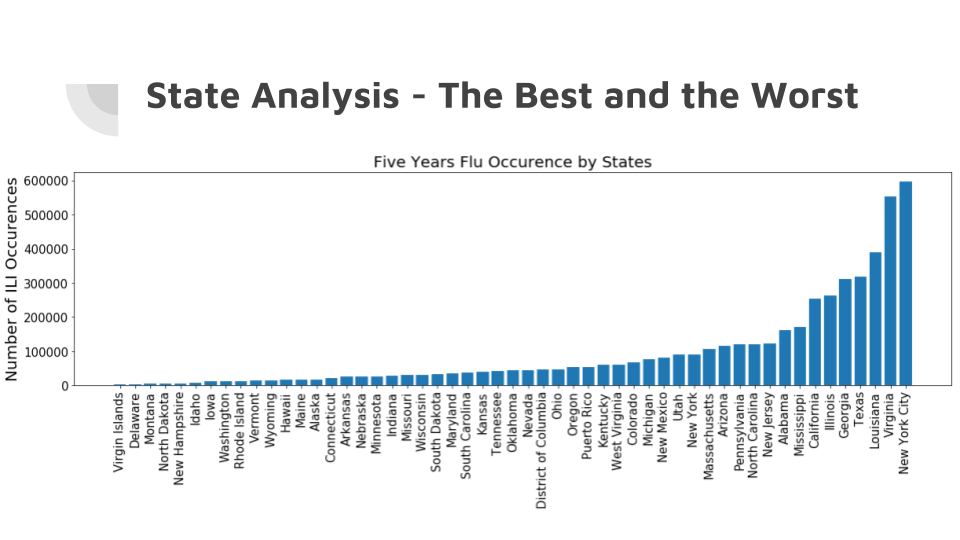 State Analysis - The Best and the Worst
Five Years Flu Occurence by States
Number of ILI Occurences
600000
500000
400000
300000
200000
100000
0
Virgin Islands
Delaware
Montana
North Dakota
New Hampshire
Idaho
Iowa
Washington
Rhode Island
Vermont
Wyoming
Hawaii
Maine
Alaska
Connecticut
Arkansas
Nebraska
Minnesota
Indiana
Missouri
Wisconsin
South Dakota
Maryland
South Carolina
Kansas
Tennessee
Oklahoma
Nevada
District of Columbia
Ohio
Oregon
Puerto Rico
Kentucky
West Virginia
Colorado
Michigan
New Mexico
Utah
New York
Massachusetts
Arizona
Pennsylvania
North Carolina
New Jersey
Alabama
Mississippi
California
Illinois
Georgia
Texas
Louisiana
Virginia
New York City